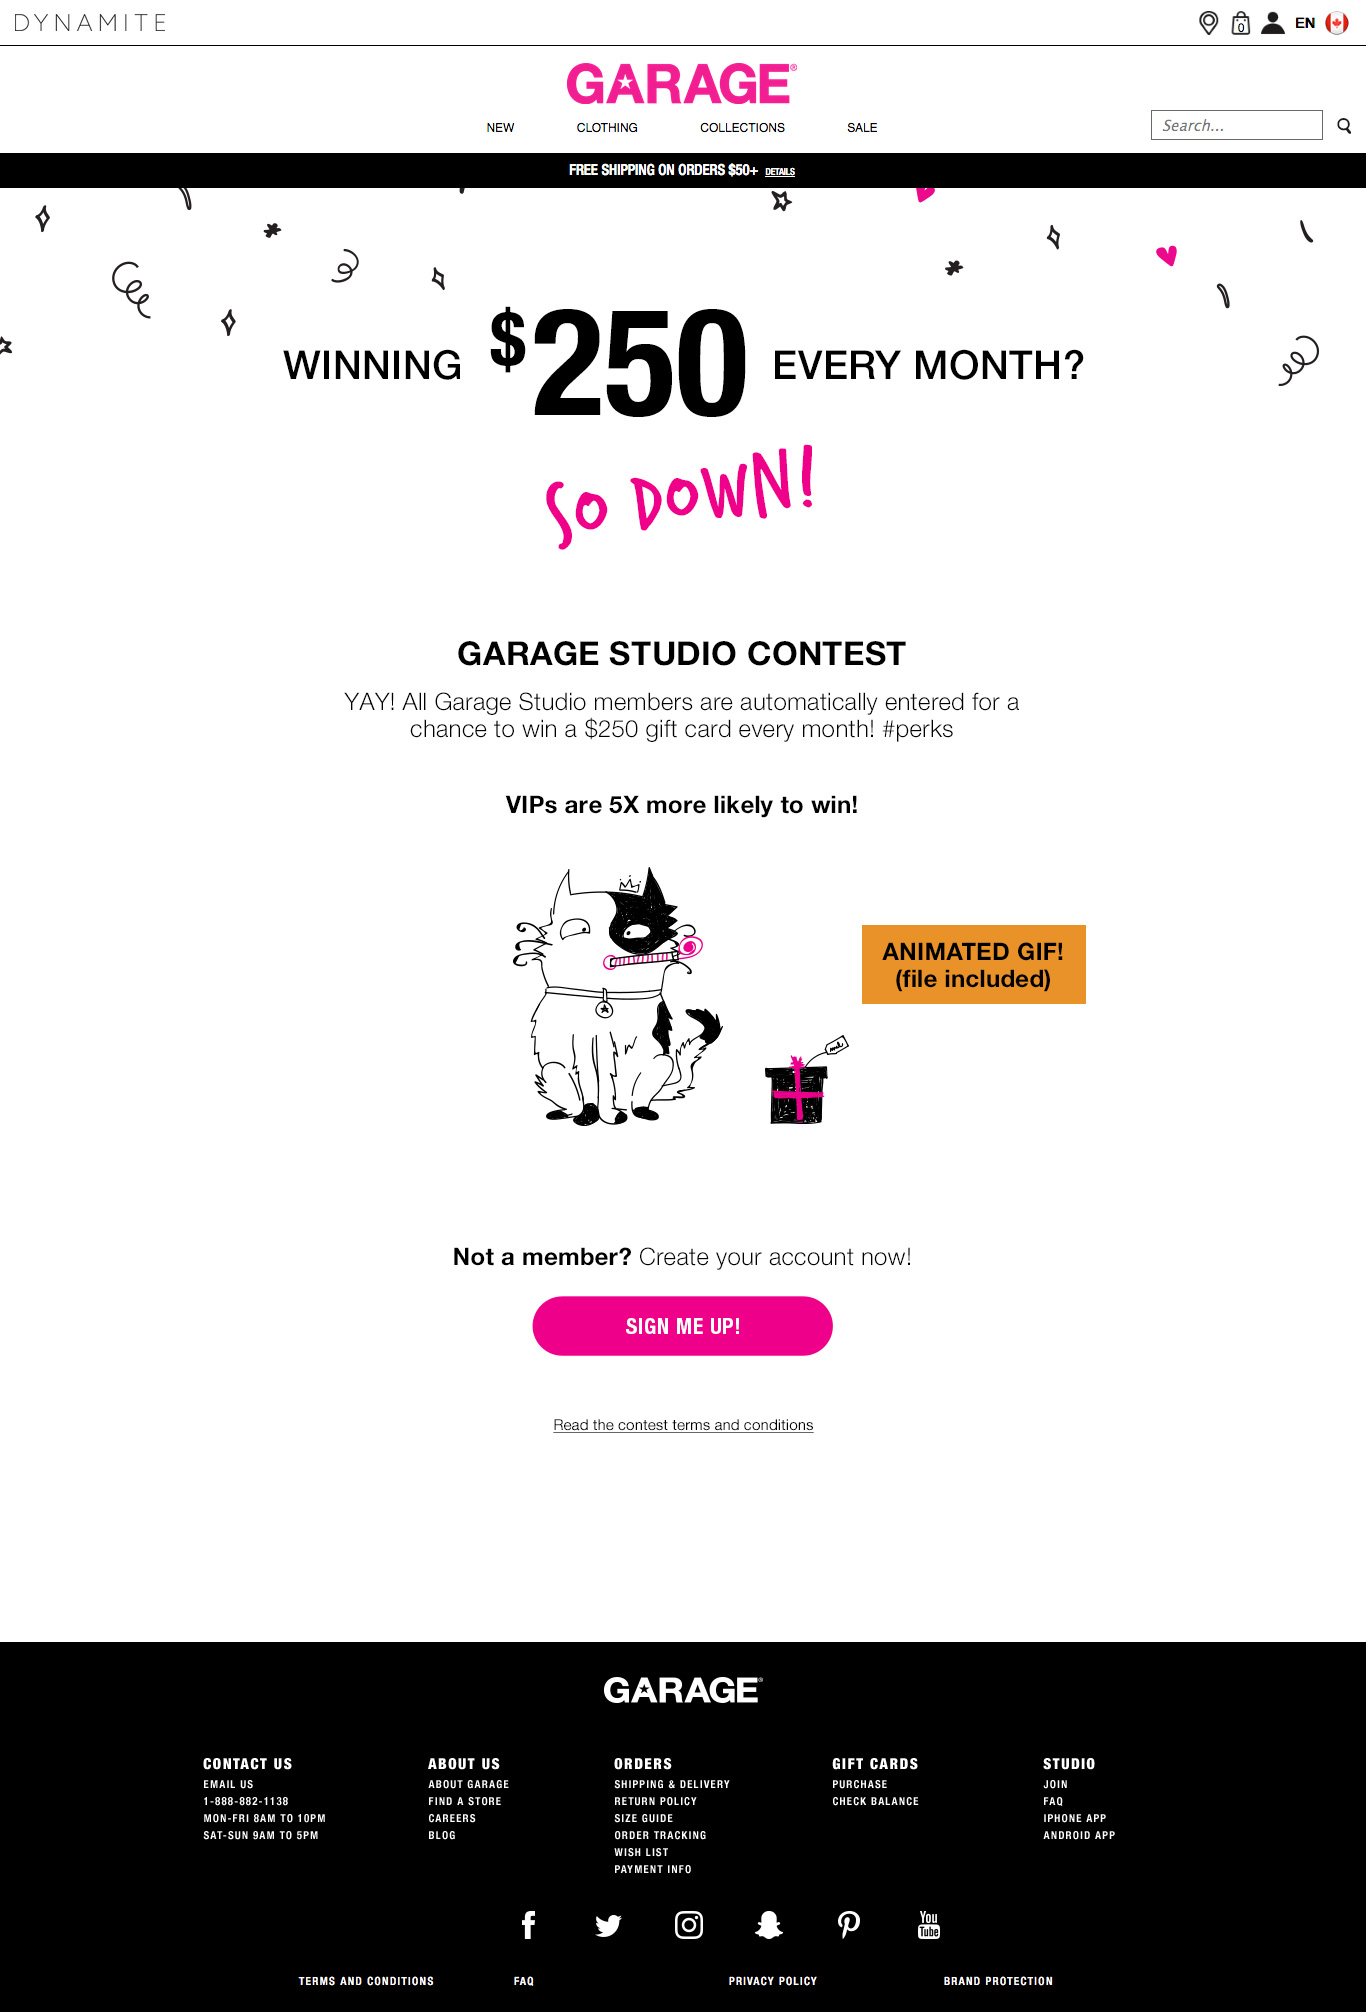 DYNAMITE
0
EN
GARAGE®
NEW CLOTHING COLLECTIONS SALE
Search...
FREE SHIPPING ON ORDERS $50+ DETAILS
WINNING $250 EVERY MONTH?
SO DOWN!
GARAGE STUDIO CONTEST
YAY! All Garage Studio members are automatically entered for a
chance to win a $250 gift card every month! #perks
VIPs are 5X more likely to win!
ANIMATED GIF!
(file included)
Not a member? Create your account now!
SIGN ME UP!
Read the contest terms and conditions
GARAGE®
CONTACT US
EMAIL US
1-888-882-1138
MON-FRI 8AM TO 10PM
SAT-SUN 9AM TO 5PM
ABOUT US
ABOUT GARAGE
FIND A STORE
CAREERS
BLOG
ORDERS
SHIPPING & DELIVERY
RETURN POLICY
SIZE GUIDE
ORDER TRACKING
WISH LIST
PAYMENT INFO
GIFT CARDS
PURCHASE
CHECK BALANCE
STUDIO
JOIN
FAQ
IPHONE APP
ANDROID APP
You
Tube
TERMS AND CONDITIONS FAQ PRIVACY POLICY BRAND PROTECTION